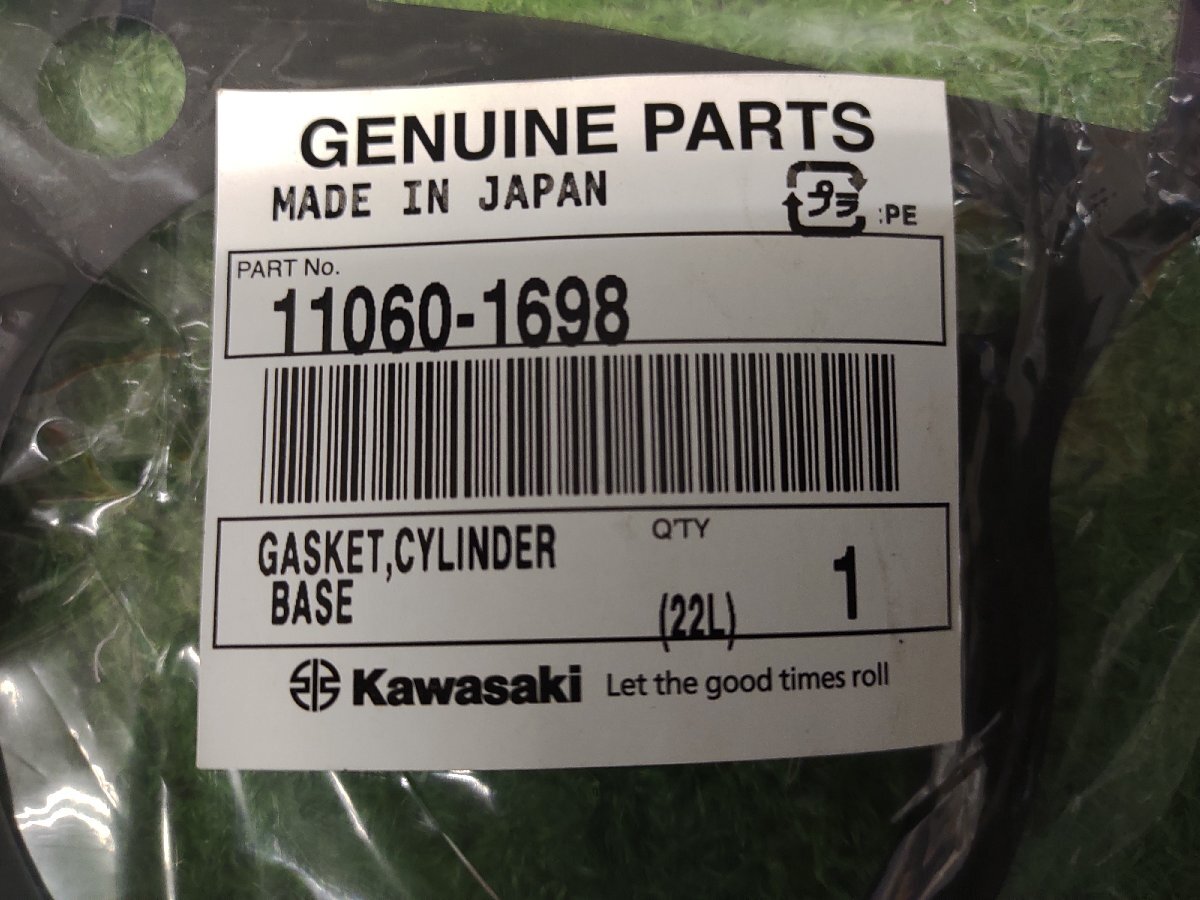 GENUINE PARTS
MADE IN JAPAN
プラ :PE
PART No.
11060-1698
GASKET,CYLINDER
BASE
Q'TY
(22L) 1
Kawasaki Let the good times roll